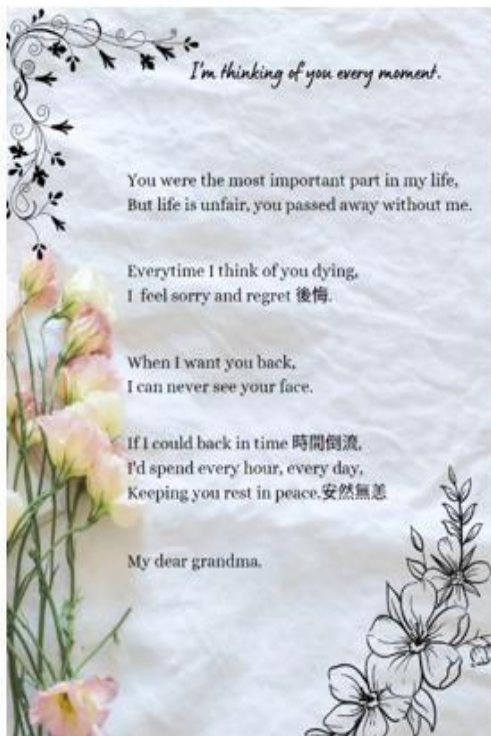 I'm thinking of you every moment.
You were the most important part in my life,
But life is unfair, you passed away without me.
Everytime I think of you dying,
I feel sorry and regret 後悔.
When I want you back,
I can never see your face.
If I could back in time 時間倒流,
I'd spend every hour, every day,
Keeping you rest in peace.安然無恙
My dear grandma.